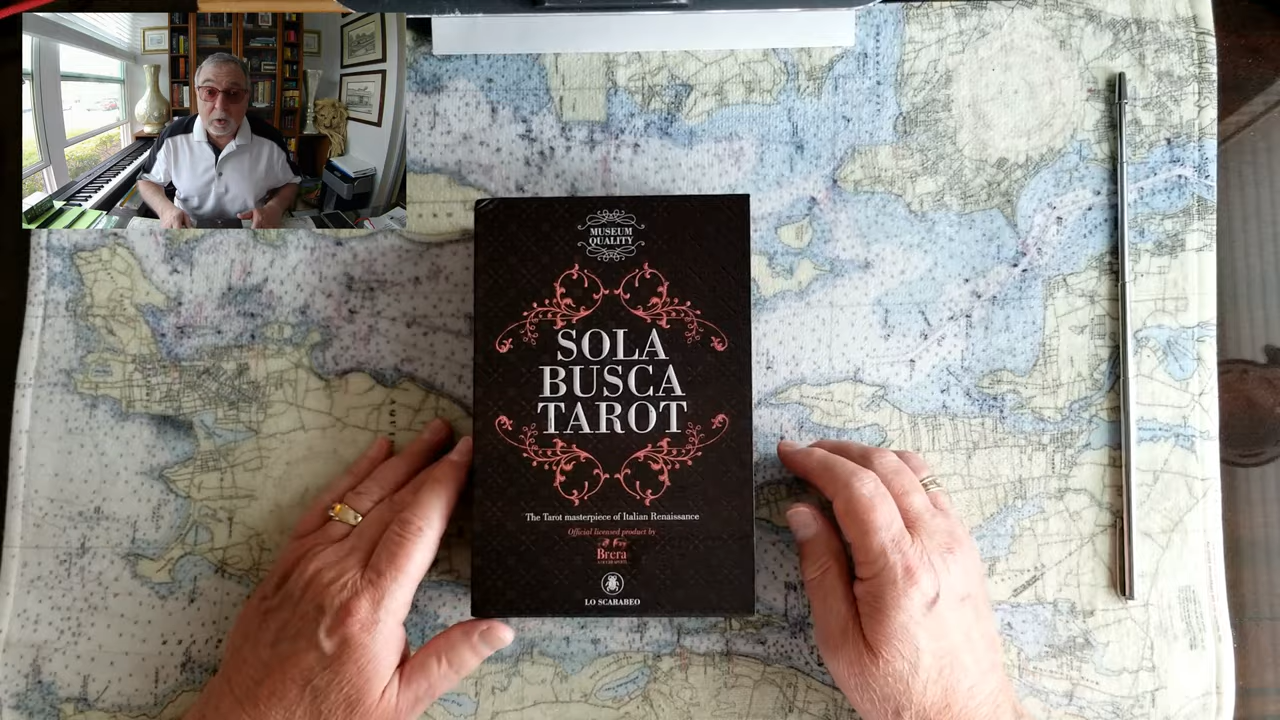 MUSEUM
QUALITY
SOLA
BUSCA
TAROT
The Tarot masterpiece of Italian Renaissance
Official licensed product by
Brera
LO SCARABEO